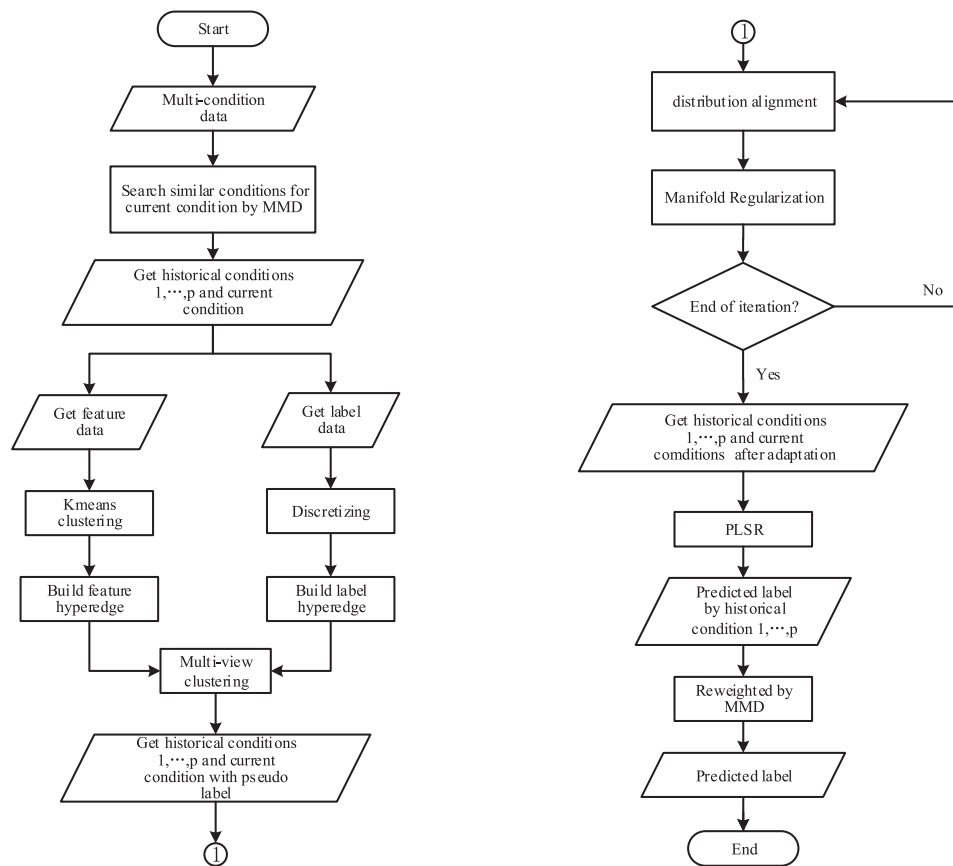 Start
Multi-condition
data
Search similar conditions for
current condition by MMD
Get historical conditions
1,···,p and current
condition
Get feature
data
Get label
data
Kmeans
clustering
Discretizing
Build feature
hyperedge
Build label
hyperedge
Multi-view
clustering
Get historical conditions
1,···,p and current
condition with pseudo
label
1
1
distribution alignment
Manifold Regularization
End of iteration?
No
Yes
Get historical conditions
1,···,p and current
comditions after adaptation
PLSR
Predicted label
by historical
condition 1,···,p
Reweighted by
MMD
Predicted label
End